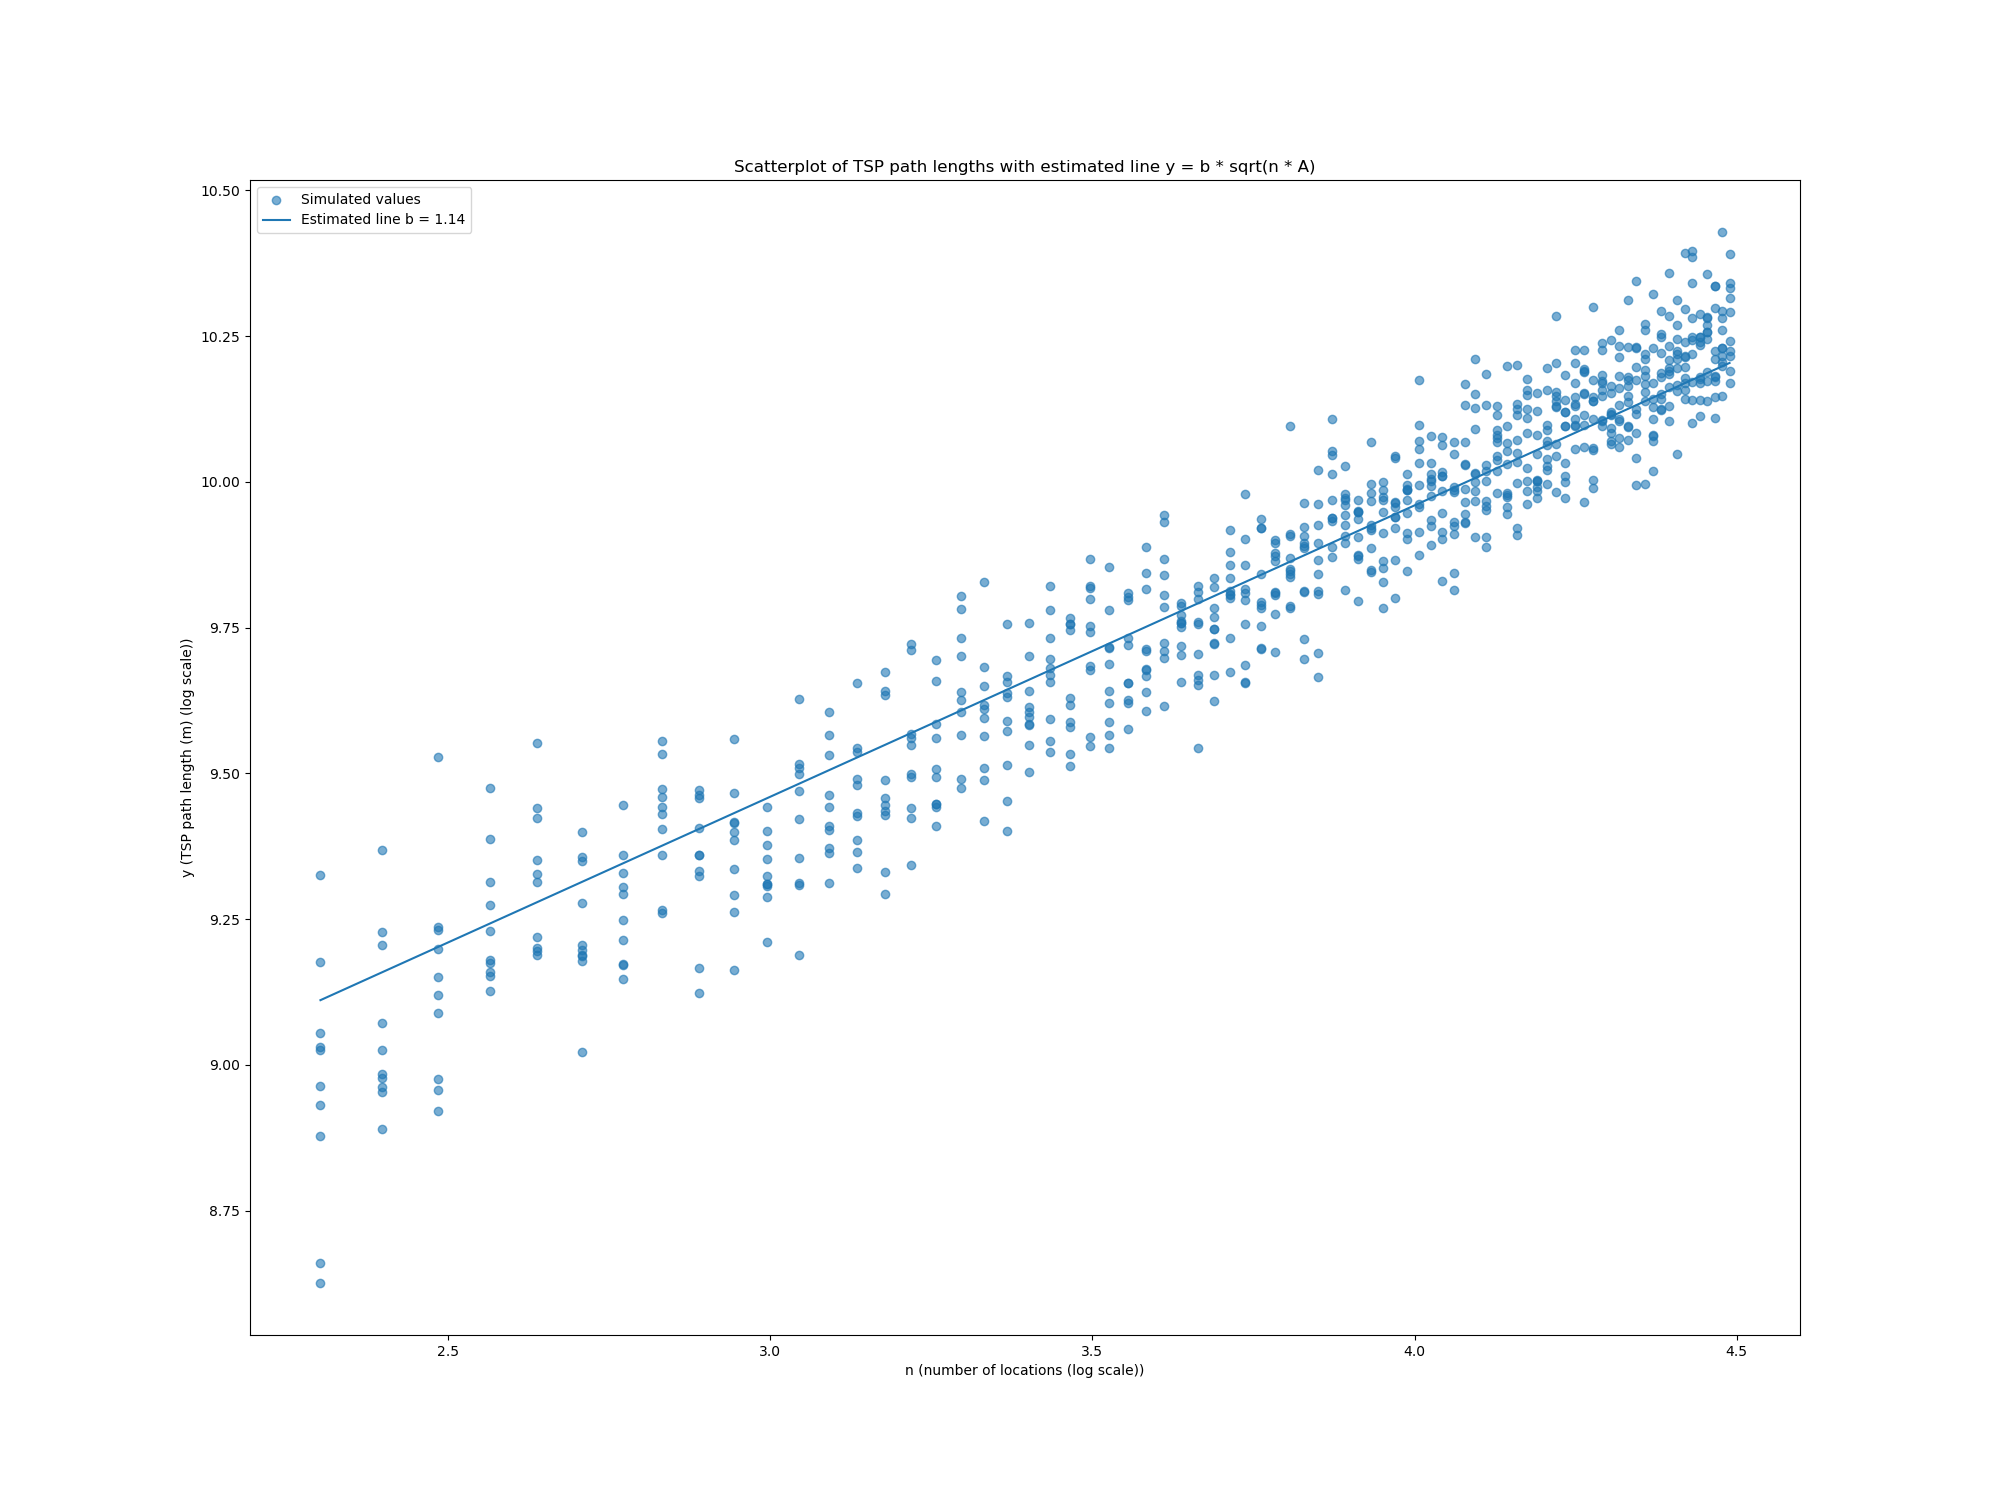 Scatterplot of TSP path lengths with estimated line y = b * sqrt(n * A)
Simulated values
Estimated line b = 1.14
10.50
10.25
10.00
9.75
9.50
9.25
9.00
8.75
y (TSP path length (m) (log scale))
2.5
3.0
3.5
4.0
4.5
n (number of locations (log scale))